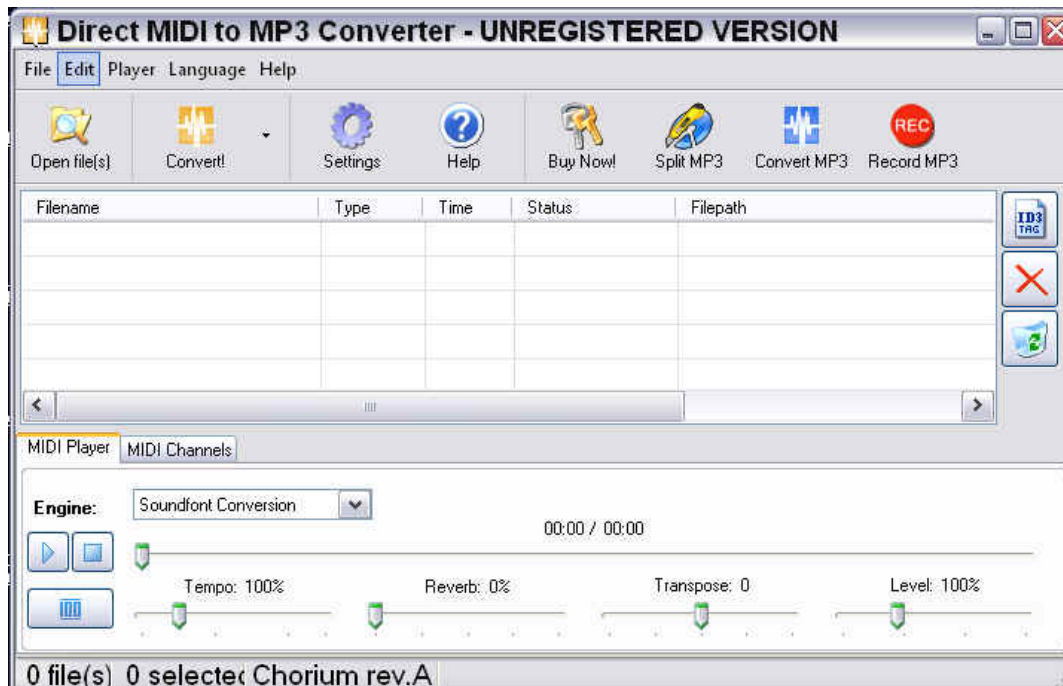 Direct MIDI to MP3 Converter - UNREGISTERED VERSION
File Edit Player Language Help
Open file(s) Convert! Settings Help Buy Now! Split MP3 Convert MP3 Record MP3
REC
Filename Type Time Status Filepath
ID3
TAG
MIDI Player MIDI Channels
Engine: Soundfont Conversion
00:00 / 00:00
Tempo: 100% Reverb: 0% Transpose: 0 Level: 100%
100
0 file(s) 0 selectec Chorium rev.A